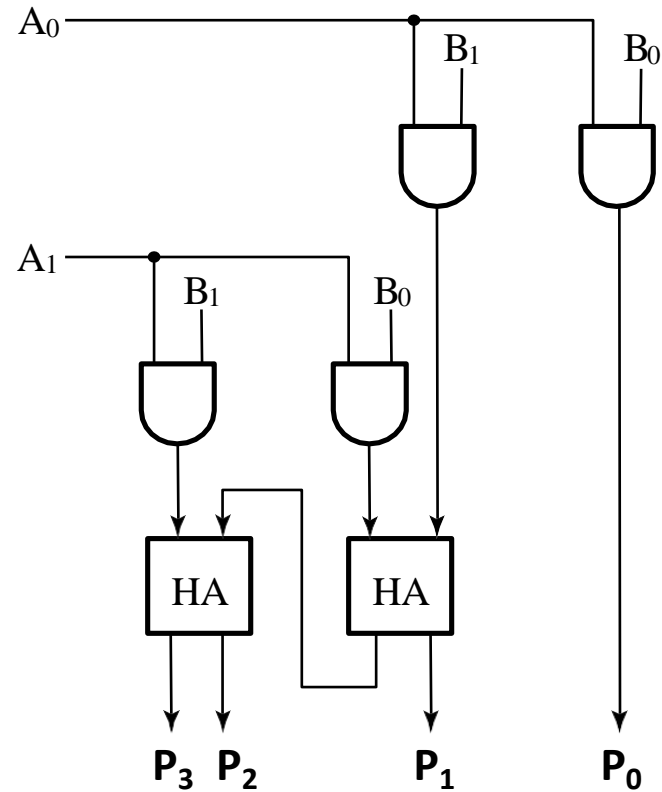 A₀
B₁ B₀
A₁
B₁ B₀
HA HA
P₃ P₂ P₁ P₀